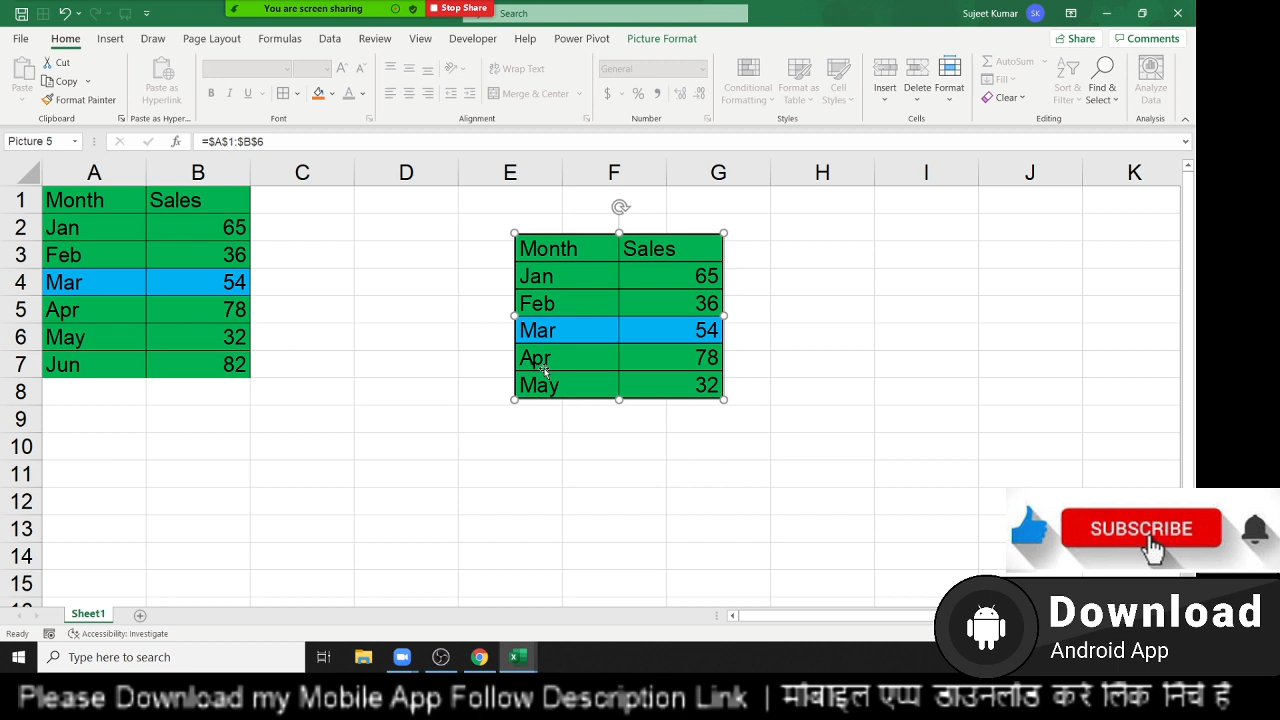 You are screen sharing
Stop Share
Search
Sujeet Kumar
SK
File Home Insert Draw Page Layout Formulas Data Review View Developer Help Power Pivot Picture Format
Share
Comments
Paste
Cut
Copy
Format Painter
Paste as Hyperlink
B I U
A A
Wrap Text
Merge & Center
General
$ % ,
Conditional Formatting
Format as Table
Cell Styles
Insert
Delete
Format
AutoSum
Fill
Clear
Sort & Filter
Find & Select
Analyze Data
Clipboard
Paste as Hyper...
Font
Alignment
Number
Styles
Cells
Editing
Analysis
Picture 5
fx
=$A$1:$B$6
A B C D E F G H I J K
1 Month Sales
2 Jan 65
3 Feb 36
4 Mar 54
5 Apr 78
6 May 32
7 Jun 82
8
9
10
11
12
13
14
15
Month Sales
Jan 65
Feb 36
Mar 54
Apr 78
May 32
SUBSCRIBE
Sheet1
Ready
Accessibility: Investigate
Download
Android App
Type here to search
Please Download my Mobile App Follow Description Link | मोबाइल एप्प डाउनलोड करे लिंक निचे है